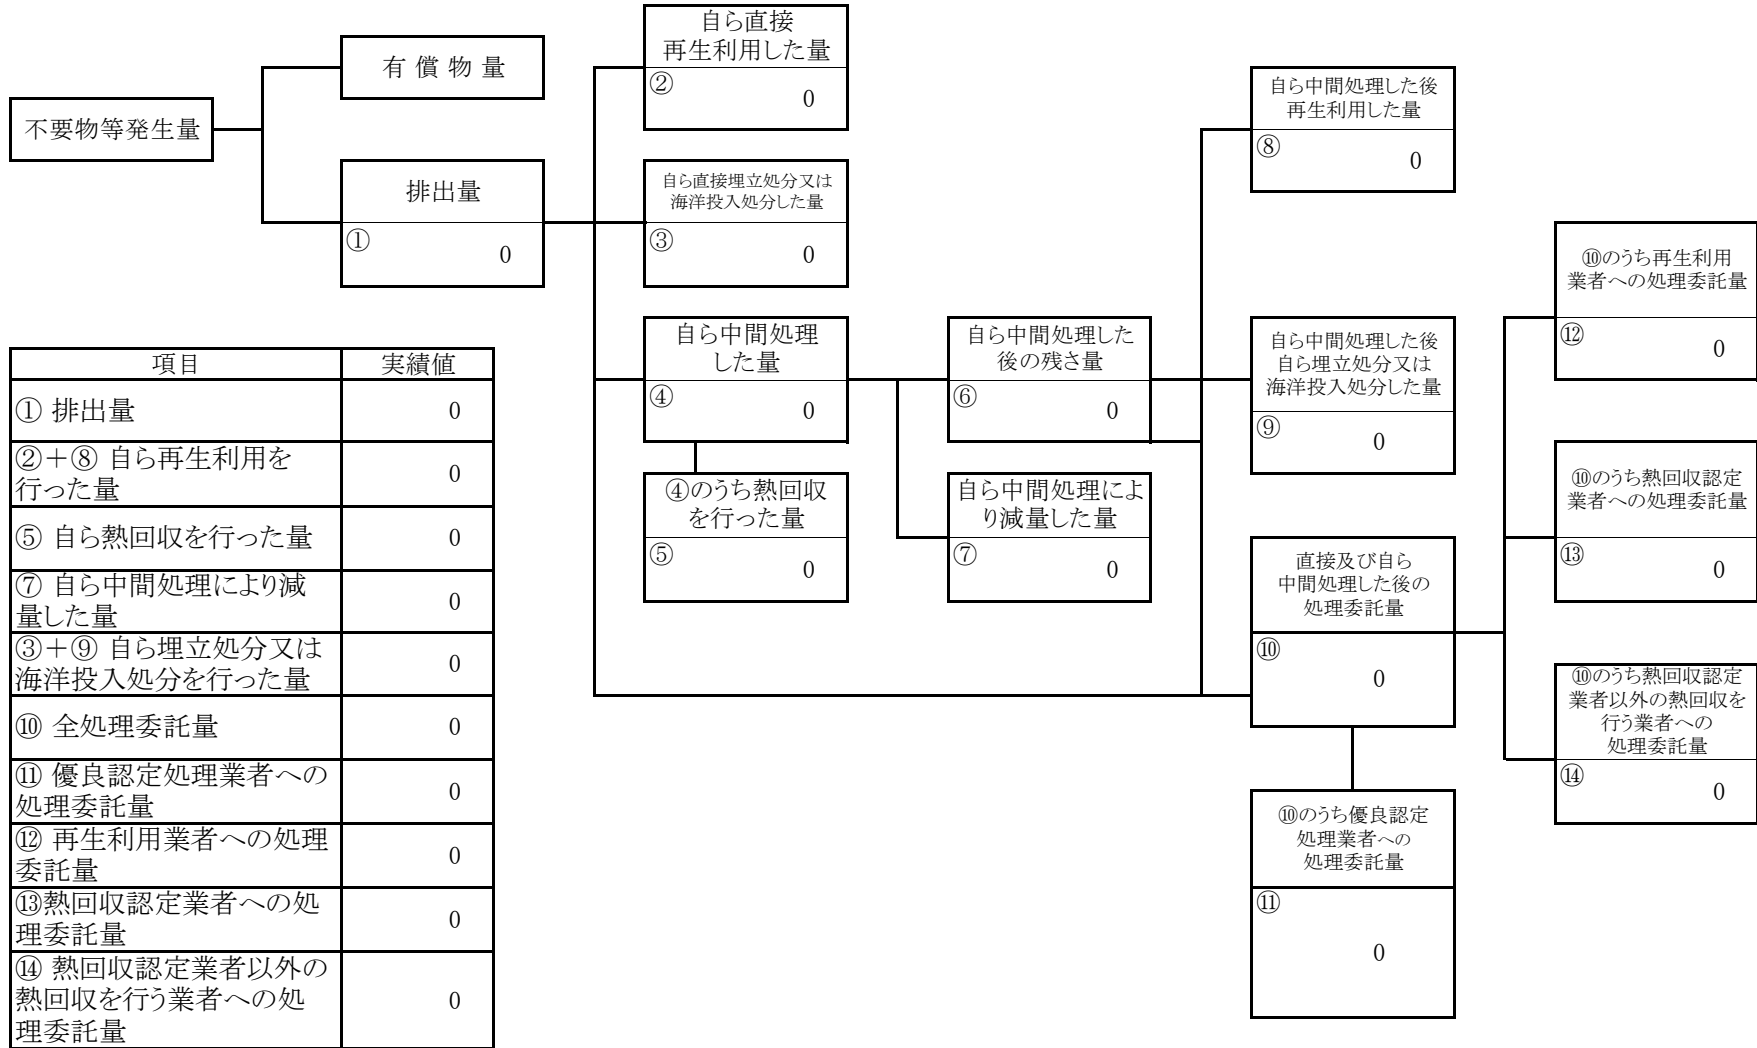 不要物等発生量
有償物量
排出量
①
0
自ら直接
再生利用した量
②
0
自ら直接埋立処分又は
海洋投入処分した量
③
0
自ら中間処理
した量
④
0
④のうち熱回収
を行った量
⑤
0
自ら中間処理した
後の残さ量
⑥
0
自ら中間処理によ
り減量した量
⑦
0
自ら中間処理した後
再生利用した量
⑧
0
自ら中間処理した後
自ら埋立処分又は
海洋投入処分した量
⑨
0
直接及び自ら
中間処理した後の
処理委託量
⑩
0
⑩のうち優良認定
処理業者への
処理委託量
⑪
0
⑩のうち再生利用
業者への処理委託量
⑫
0
⑩のうち熱回収認定
業者への処理委託量
⑬
0
⑩のうち熱回収認定
業者以外の熱回収を
行う業者への
処理委託量
⑭
0
項目 実績値
① 排出量 0
②+⑧ 自ら再生利用を
行った量 0
⑤ 自ら熱回収を行った量 0
⑦ 自ら中間処理により減
量した量 0
③+⑨ 自ら埋立処分又は
海洋投入処分を行った量 0
⑩ 全処理委託量 0
⑪ 優良認定処理業者への
処理委託量 0
⑫ 再生利用業者への処理
委託量 0
⑬熱回収認定業者への処
理委託量 0
⑭ 熱回収認定業者以外の
熱回収を行う業者への処
理委託量 0